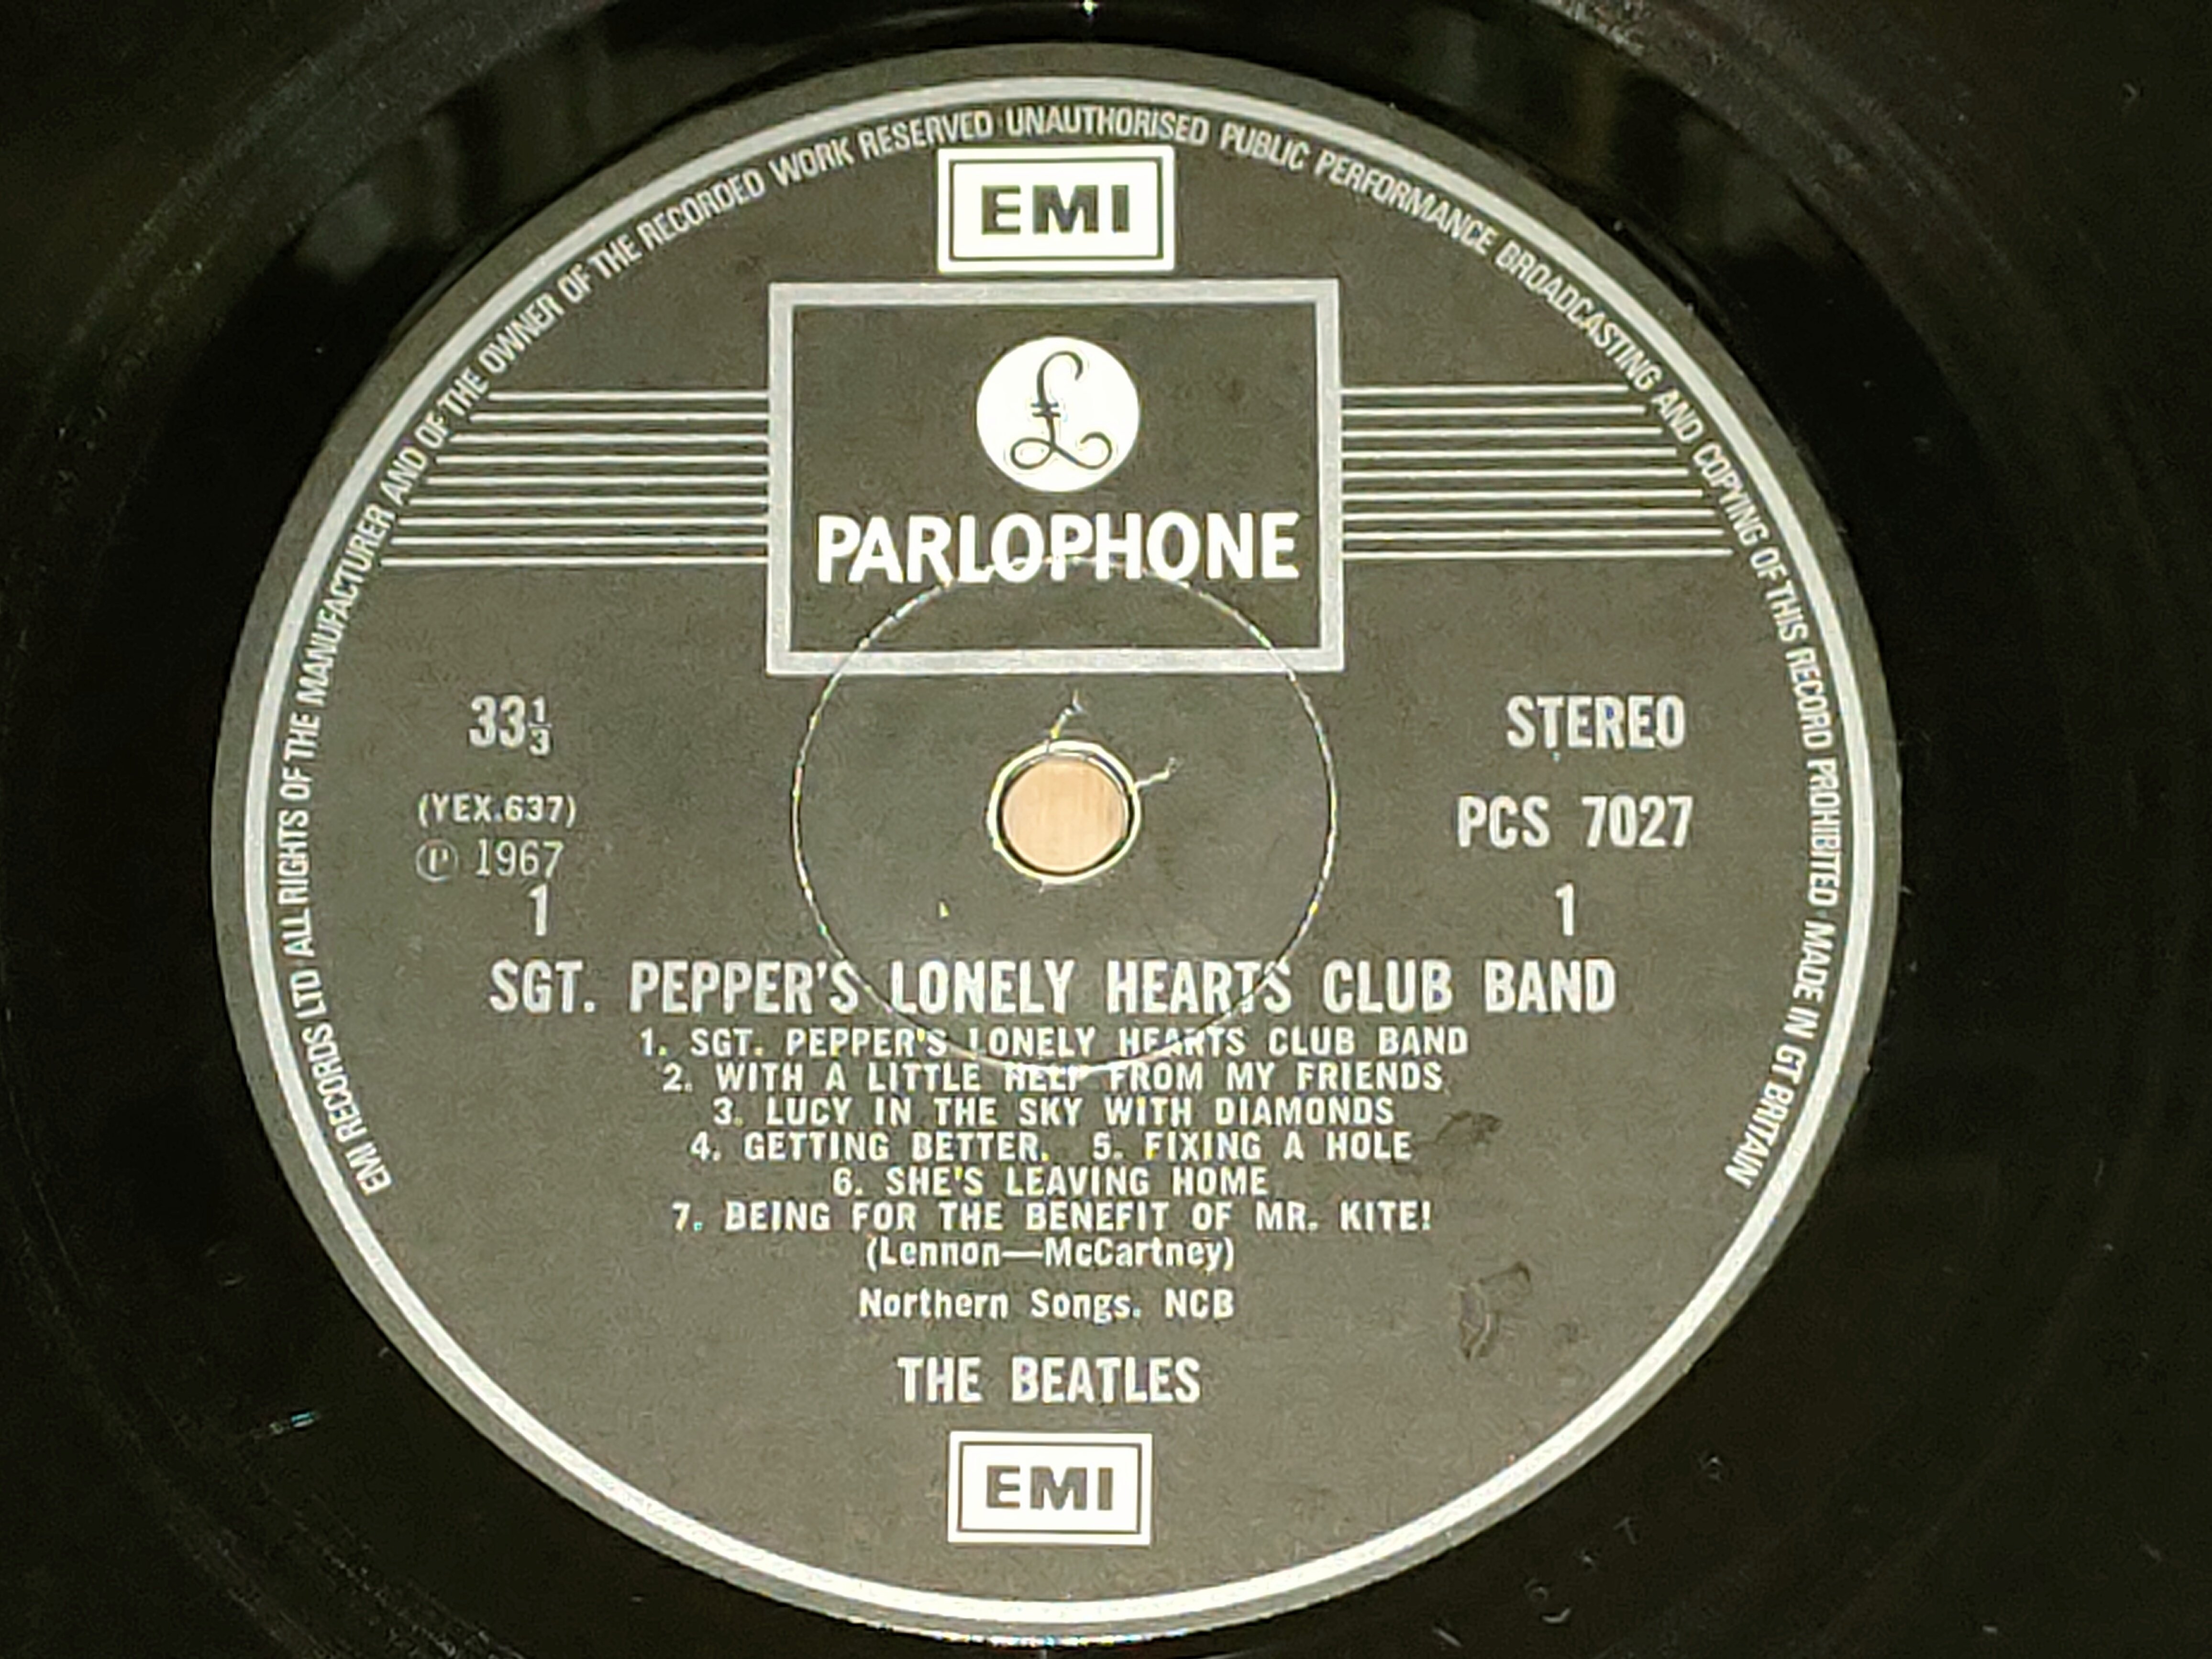 EMI RECORDS LTD ALL RIGHTS OF THE MANUFACTURER AND OF THE OWNER OF THE RECORDED WORK RESERVED UNAUTHORISED PUBLIC PERFORMANCE BROADCASTING AND COPYING OF THIS RECORD PROHIBITED MADE IN GT BRITAIN
EMI
£
PARLOPHONE
33⅓
STEREO
(YEX.637)
PCS 7027
℗ 1967
1
1
SGT. PEPPER'S LONELY HEARTS CLUB BAND
1. SGT. PEPPER'S LONELY HEARTS CLUB BAND
2. WITH A LITTLE HELP FROM MY FRIENDS
3. LUCY IN THE SKY WITH DIAMONDS
4. GETTING BETTER. 5. FIXING A HOLE
6. SHE'S LEAVING HOME
7. BEING FOR THE BENEFIT OF MR. KITE!
(Lennon—McCartney)
Northern Songs. NCB
THE BEATLES
EMI